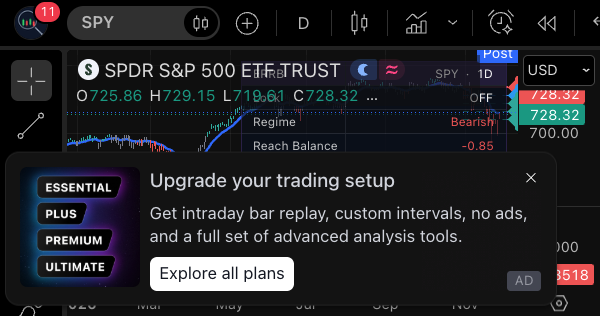 11
SPY
D
Post
S SPDR S&P 500 ETF TRUST
SPY · 1D
USD
O725.86 H729.15 L719.61 C728.32 ...
OFF
728.32
728.32
Regime Bearish
700.00
Reach Balance -0.85
Upgrade your trading setup
Get intraday bar replay, custom intervals, no ads,
and a full set of advanced analysis tools.
Explore all plans
AD
ESSENTIAL
PLUS
PREMIUM
ULTIMATE
000
3518
Mar May Jul Sep Nov